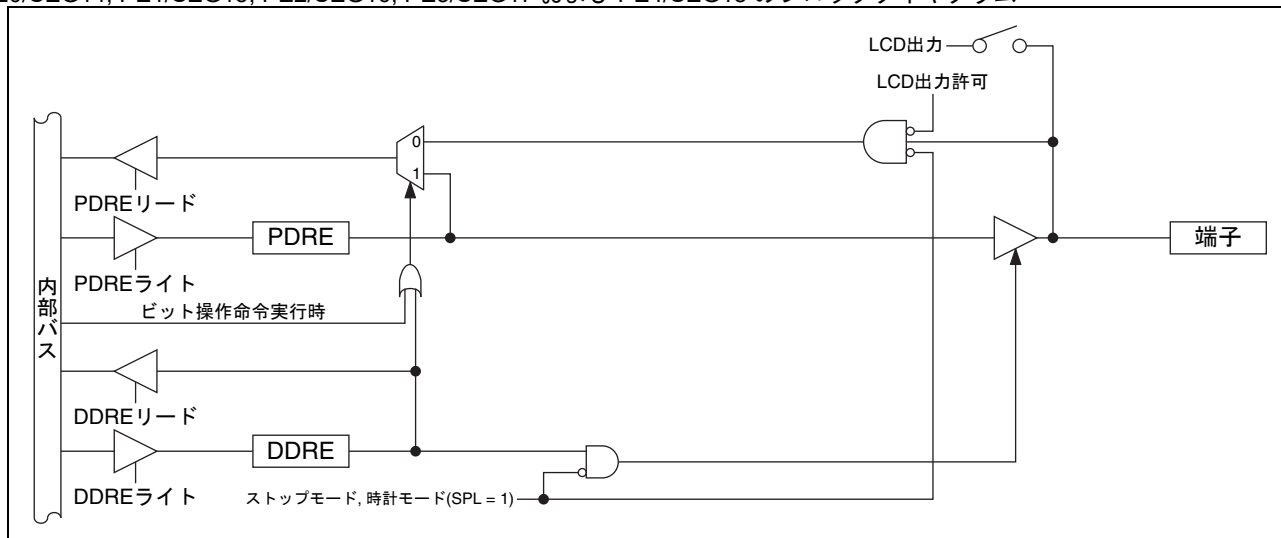 LCD出力
LCD出力許可
0
1
PDREリード
PDRE
端子
PDREライト
内部バス
ビット操作命令実行時
DDREリード
DDRE
DDREライト
ストップモード, 時計モード(SPL = 1)